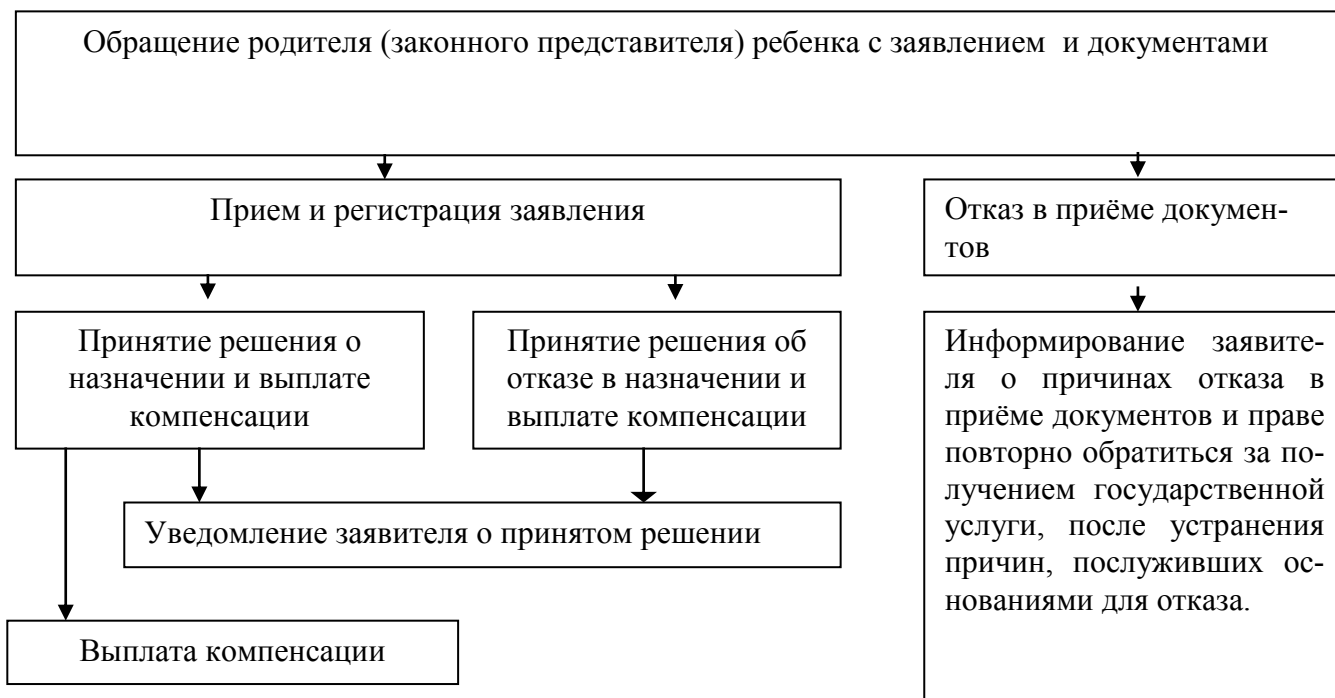 Обращение родителя (законного представителя) ребенка с заявлением и документами
Прием и регистрация заявления
Отказ в приёме докумен-
тов
Принятие решения о
назначении и выплате
компенсации
Принятие решения об
отказе в назначении и
выплате компенсации
Информирование заявите-
ля о причинах отказа в
приёме документов и праве
повторно обратиться за по-
лучением государственной
услуги, после устранения
причин, послуживших ос-
нованиями для отказа.
Уведомление заявителя о принятом решении
Выплата компенсации